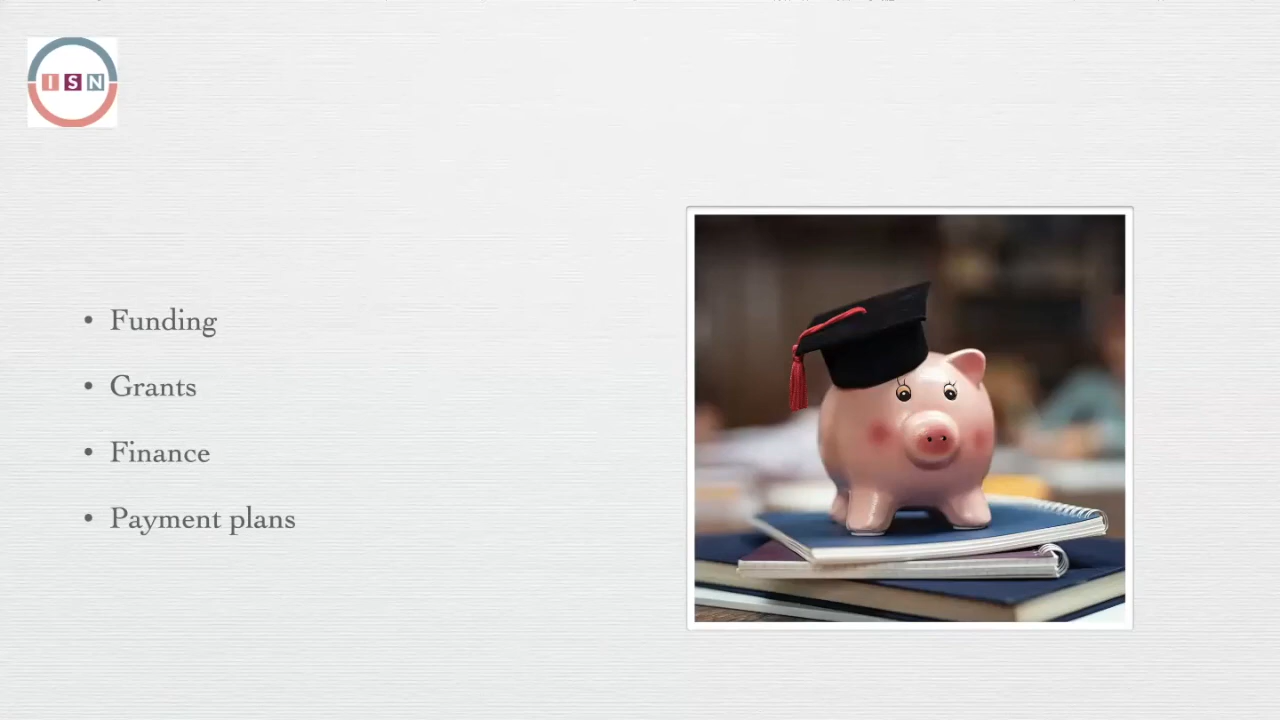 ISN
• Funding
• Grants
• Finance
• Payment plans